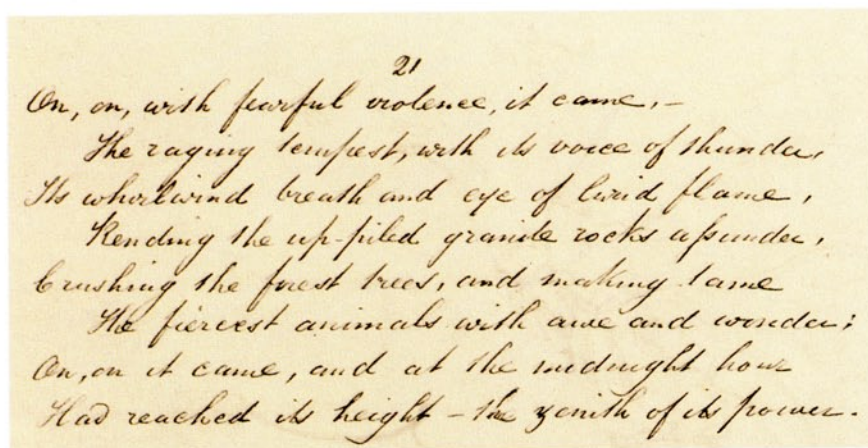 21
On, on, with fearful violence, it came, –
The raging tempest, with its voice of thunder,
Its whirlwind breath and eye of livid flame,
Rending the up-piled granite rocks aſsunder,
Crushing the forest trees, and making tame
The fiercest animals with awe and wonder;
On, on it came, and at the midnight hour
Had reached its height – the zenith of its power.